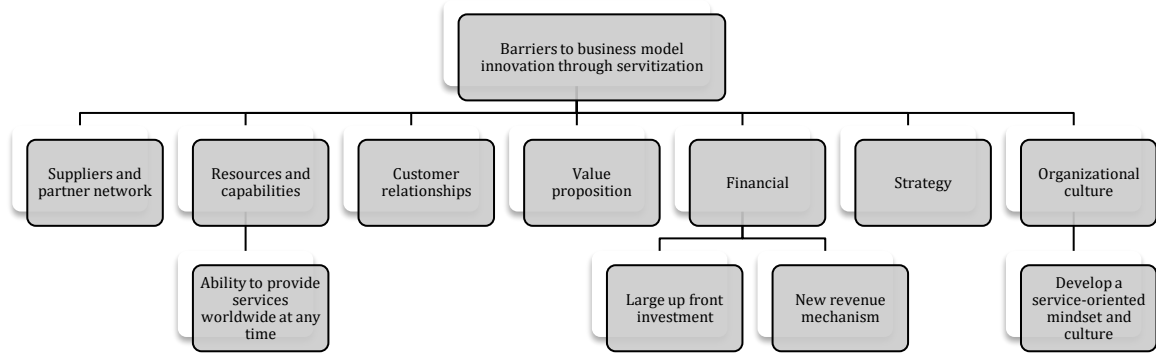 Barriers to business model
innovation through servitization
Suppliers and
partner network
Resources and
capabilities
Customer
relationships
Value
proposition
Financial
Strategy
Organizational
culture
Ability to provide
services
worldwide at any
time
Large up front
investment
New revenue
mechanism
Develop a
service-oriented
mindset and
culture